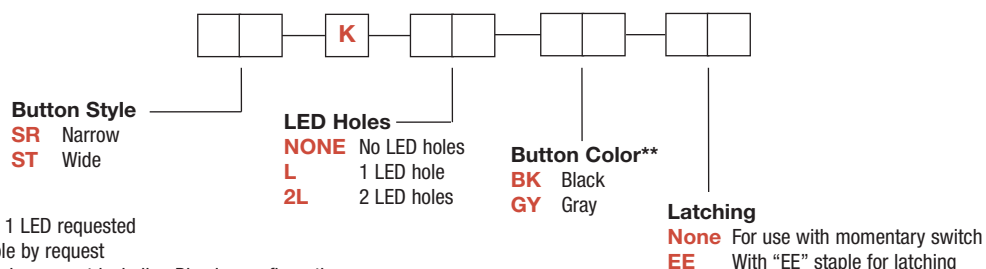 K
Button Style
SR Narrow
ST Wide
LED Holes
NONE No LED holes
L 1 LED hole
2L 2 LED holes
Button Color**
BK Black
GY Gray
Latching
None For use with momentary switch
EE With “EE” staple for latching
1 LED requested
by request